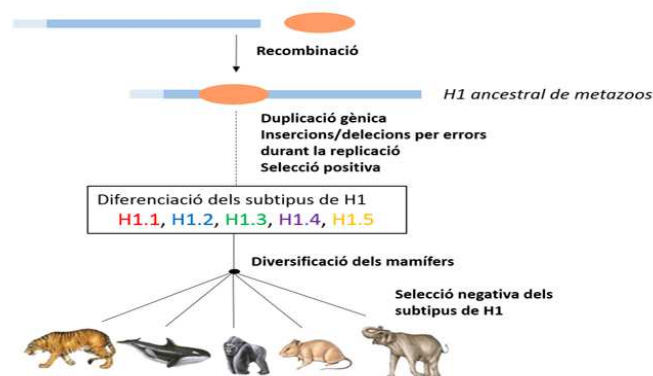 Recombinació
H1 ancestral de metazoos
Duplicació gènica
Insercions/delecions per errors
durant la replicació
Selecció positiva
Diferenciació dels subtipus de H1
H1.1, H1.2, H1.3, H1.4, H1.5
Diversificació dels mamífers
Selecció negativa dels
subtipus de H1